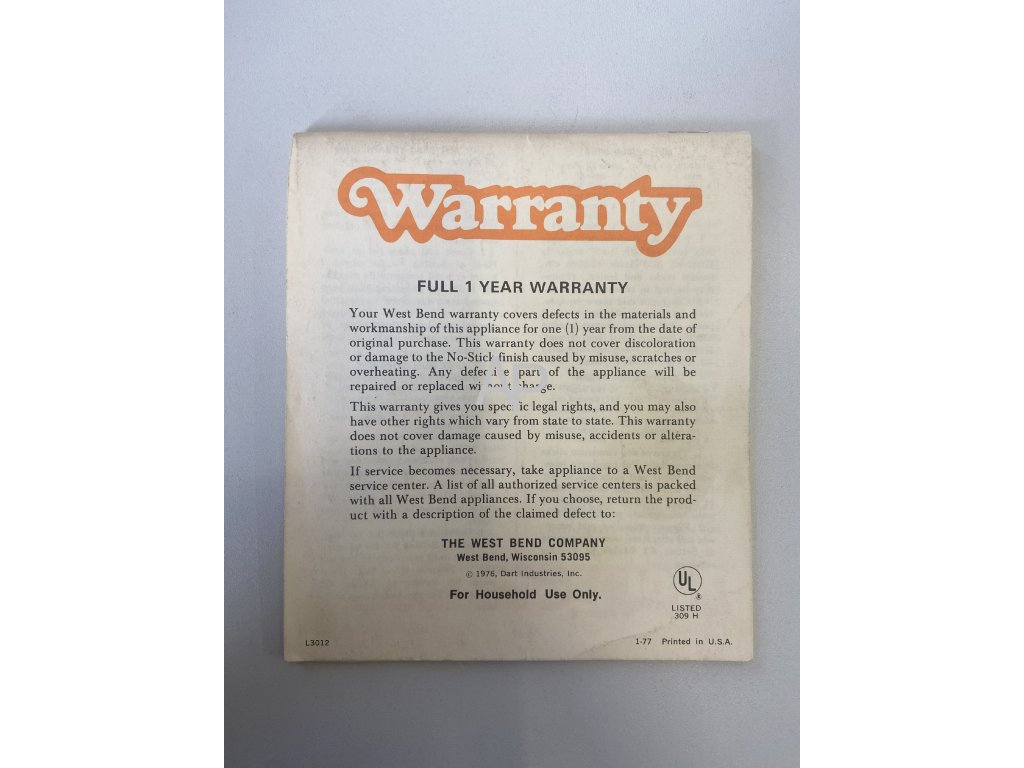 Warranty
FULL 1 YEAR WARRANTY
Your West Bend warranty covers defects in the materials and
workmanship of this appliance for one (1) year from the date of
original purchase. This warranty does not cover discoloration
or damage to the No-Stick finish caused by misuse, scratches or
overheating. Any defective part of the appliance will be
repaired or replaced without charge.
This warranty gives you specific legal rights, and you may also
have other rights which vary from state to state. This warranty
does not cover damage caused by misuse, accidents or altera-
tions to the appliance.
If service becomes necessary, take appliance to a West Bend
service center. A list of all authorized service centers is packed
with all West Bend appliances. If you choose, return the prod-
uct with a description of the claimed defect to:
THE WEST BEND COMPANY
West Bend, Wisconsin 53095
© 1976, Dart Industries, Inc.
For Household Use Only.
UL ®
LISTED
309 H
L3012
1-77 Printed in U.S.A.